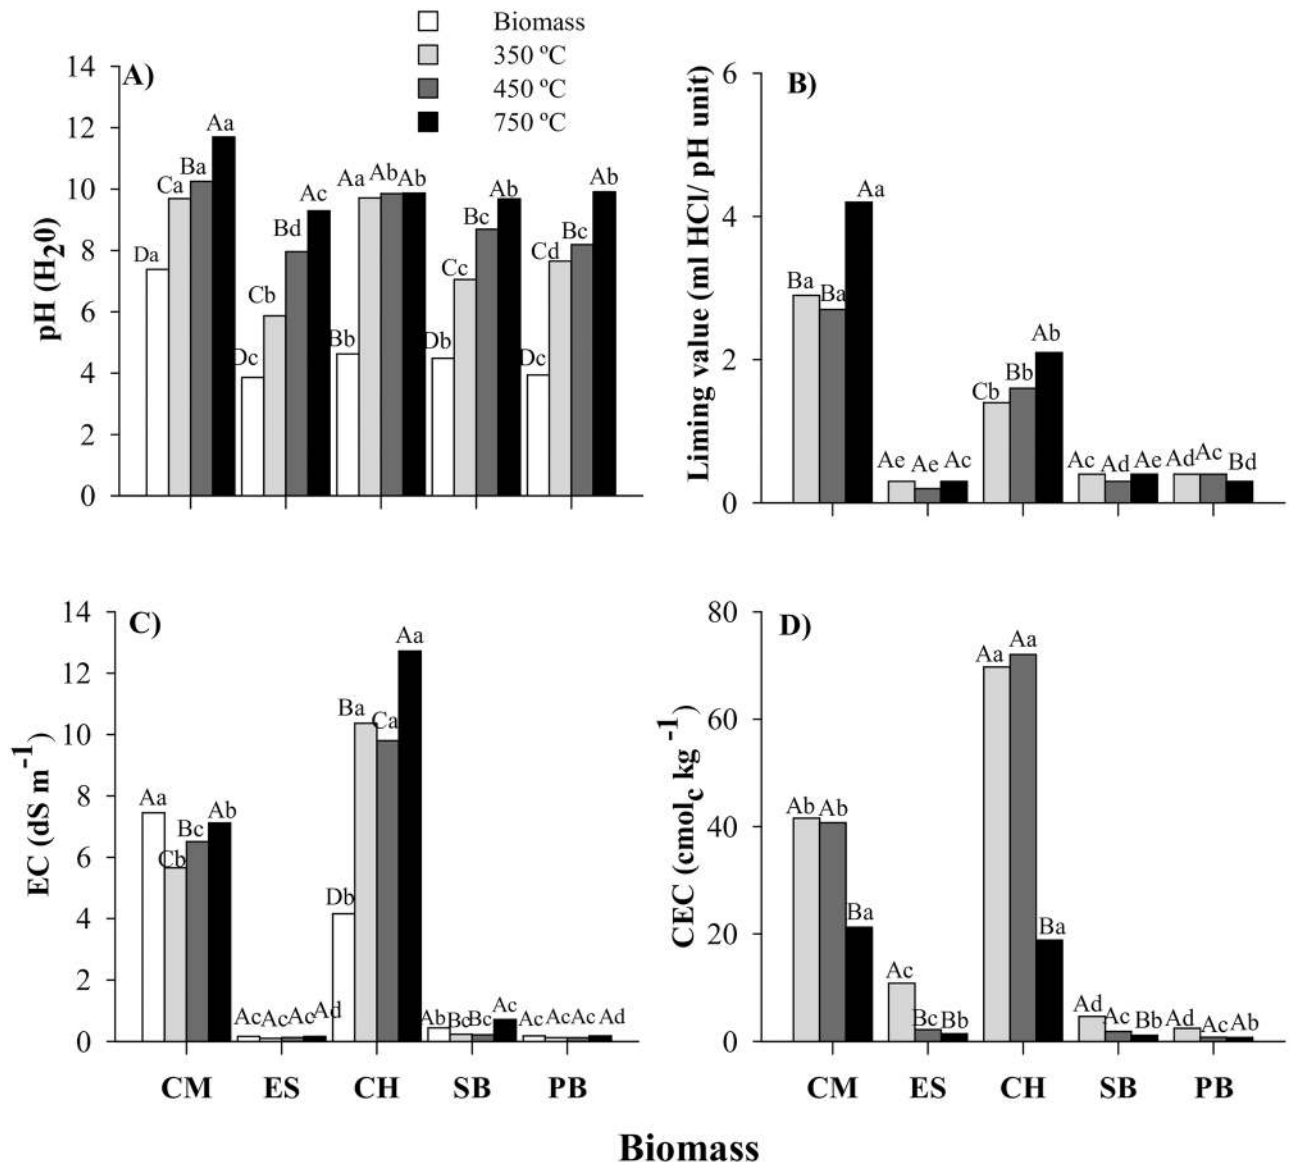 Biomass
350 ºC
450 ºC
750 ºC
A)
14
12
10
8
6
4
2
0
pH (H20)
Da Ca Ba Aa
Dc Cb Bd Ac
Bb Aa Ab Ab
Db Cc Bc Ab
Dc Cd Bc Ab
B)
6
4
2
0
Liming value (ml HCl/ pH unit)
Ba Ba Aa
Ae Ae Ac
Cb Bb Ab
Ac Ad Ae
Ad Ac Bd
C)
14
12
10
8
6
4
2
0
EC (dS m-1)
Aa Cb Bc Ab
Ac Ac Ac Ad
Db Ba Ca Aa
Ab Bc Bc Ac
Ac Ac Ac Ad
CM ES CH SB PB
D)
80
60
40
20
0
CEC (cmolc kg -1)
Ab Ab Ba
Ac Bc Bb
Aa Aa Ba
Ad Ac Bb
Ad Ac Ab
CM ES CH SB PB
Biomass